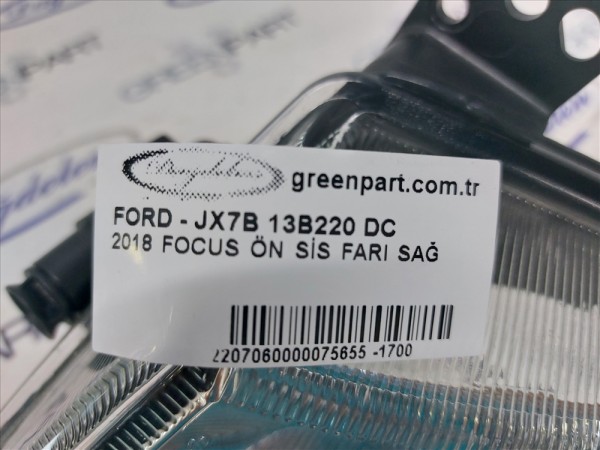 greenpart.com.tr
FORD - JX7B 13B220 DC
2018 FOCUS ÖN SİS FARI SAĞ
2207060000075655 -1700